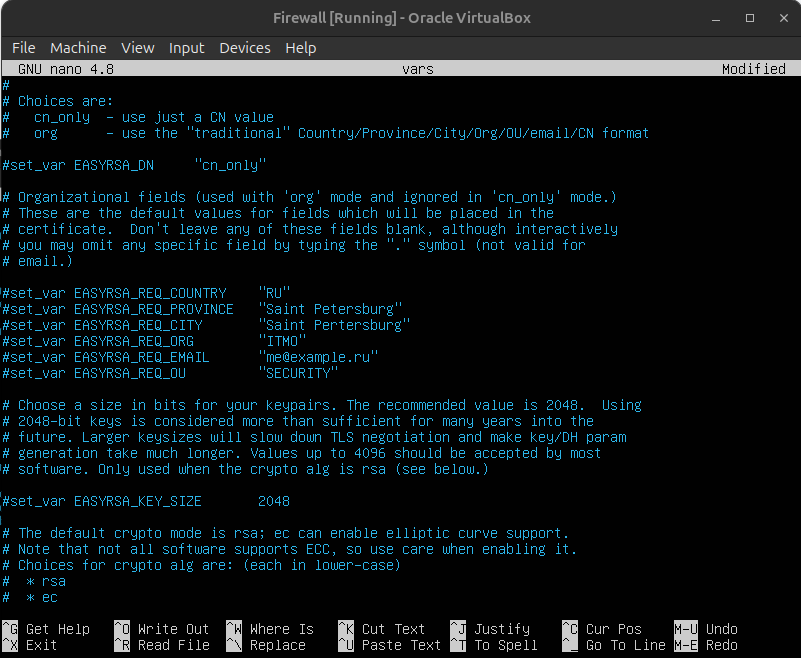 Firewall [Running] - Oracle VirtualBox
File Machine View Input Devices Help
GNU nano 4.8 vars Modified
#
# Choices are:
#   cn_only  - use just a CN value
#   org      - use the "traditional" Country/Province/City/Org/OU/email/CN format
#set_var EASYRSA_DN     "cn_only"
# Organizational fields (used with 'org' mode and ignored in 'cn_only' mode.)
# These are the default values for fields which will be placed in the
# certificate.  Don't leave any of these fields blank, although interactively
# you may omit any specific field by typing the "." symbol (not valid for
# email.)
#set_var EASYRSA_REQ_COUNTRY    "RU"
#set_var EASYRSA_REQ_PROVINCE   "Saint Petersburg"
#set_var EASYRSA_REQ_CITY       "Saint Pertersburg"
#set_var EASYRSA_REQ_ORG        "ITMO"
#set_var EASYRSA_REQ_EMAIL      "me@example.ru"
#set_var EASYRSA_REQ_OU         "SECURITY"
# Choose a size in bits for your keypairs. The recommended value is 2048.  Using
# 2048-bit keys is considered more than sufficient for many years into the
# future. Larger keysizes will slow down TLS negotiation and make key/DH param
# generation take much longer. Values up to 4096 should be accepted by most
# software. Only used when the crypto alg is rsa (see below.)
#set_var EASYRSA_KEY_SIZE       2048
# The default crypto mode is rsa; ec can enable elliptic curve support.
# Note that not all software supports ECC, so use care when enabling it.
# Choices for crypto alg are: (each in lower-case)
#  * rsa
#  * ec
^G Get Help ^O Write Out ^W Where Is ^K Cut Text ^J Justify ^C Cur Pos M-U Undo
^X Exit ^R Read File ^\ Replace ^U Paste Text ^T To Spell ^_ Go To Line M-E Redo